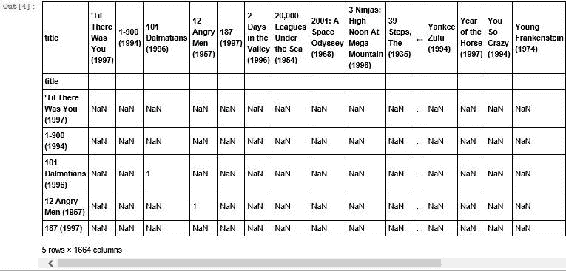 Out[4]:
title
'Til There Was You (1997)
1-900 (1994)
101 Dalmatians (1996)
12 Angry Men (1957)
187 (1997)
2 Days in the Valley (1996)
20,000 Leagues Under the Sea (1954)
2001: A Space Odyssey (1968)
3 Ninjas: High Noon At Mega Mountain (1998)
39 Steps, The (1935)
...
Yankee Zulu (1994)
Year of the Horse (1997)
You So Crazy (1994)
Young Frankenstein (1974)
title
'Til There Was You (1997) NaN NaN NaN NaN NaN NaN NaN NaN NaN NaN . NaN NaN NaN NaN
1-900 (1994) NaN NaN NaN NaN NaN NaN NaN NaN NaN NaN . NaN NaN NaN NaN
101 Dalmatians (1996) NaN NaN 1 NaN NaN NaN NaN NaN NaN NaN . NaN NaN NaN NaN
12 Angry Men (1957) NaN NaN NaN 1 NaN NaN NaN NaN NaN NaN . NaN NaN NaN NaN
187 (1997) NaN NaN NaN NaN NaN NaN NaN NaN NaN NaN . NaN NaN NaN NaN
5 rows × 1664 columns